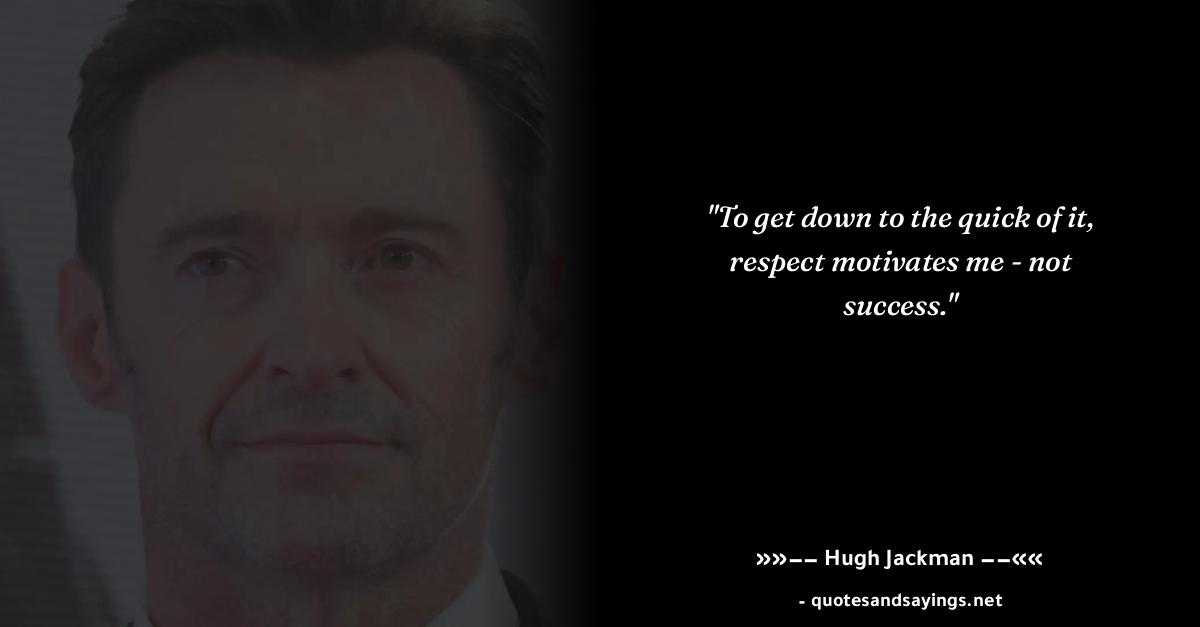 "To get down to the quick of it,
respect motivates me - not
success."
»»−− Hugh Jackman −−««
- quotesandsayings.net